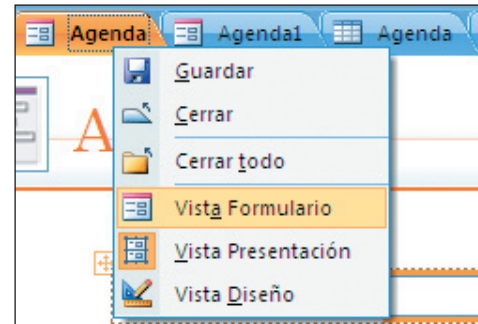 Agenda Agenda1 Agenda
A
Guardar
Cerrar
Cerrar todo
Vista Formulario
Vista Presentación
Vista Diseño